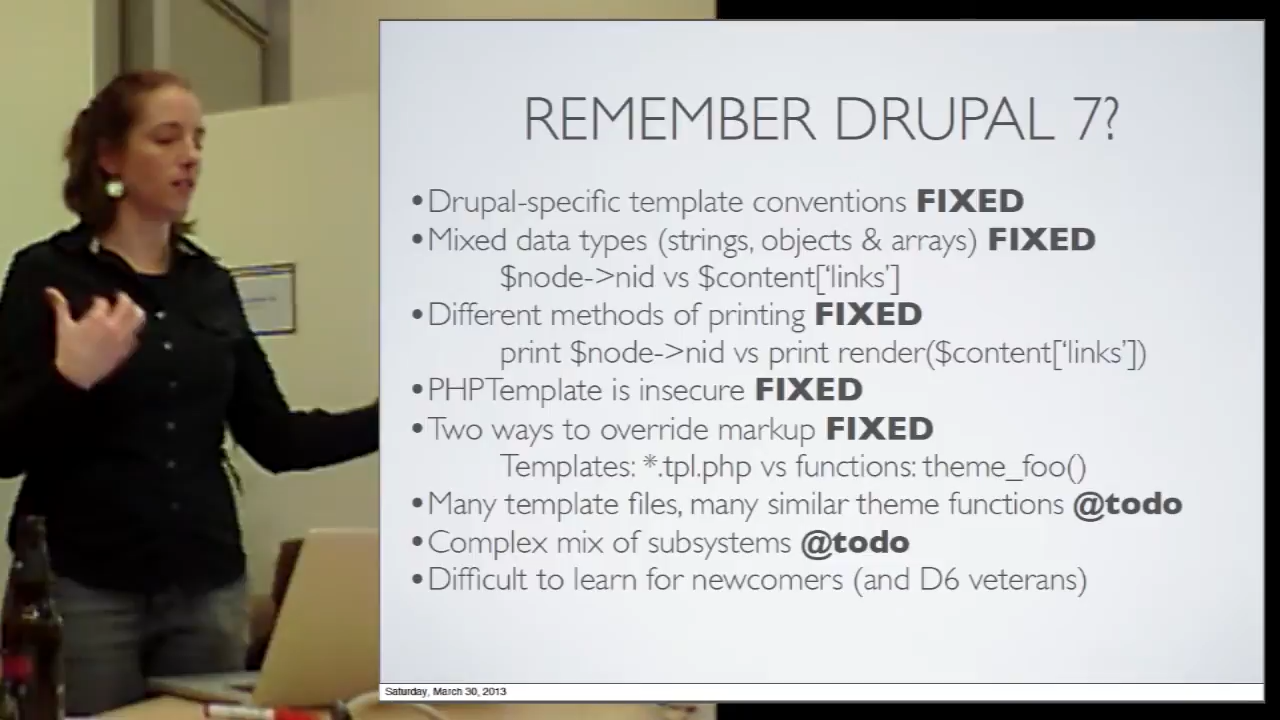 REMEMBER DRUPAL 7?
•Drupal-specific template conventions FIXED
•Mixed data types (strings, objects & arrays) FIXED
$node->nid vs $content[‘links’]
•Different methods of printing FIXED
print $node->nid vs print render($content[‘links’])
•PHPTemplate is insecure FIXED
•Two ways to override markup FIXED
Templates: *.tpl.php vs functions: theme_foo()
•Many template files, many similar theme functions @todo
•Complex mix of subsystems @todo
•Difficult to learn for newcomers (and D6 veterans)
Saturday, March 30, 2013